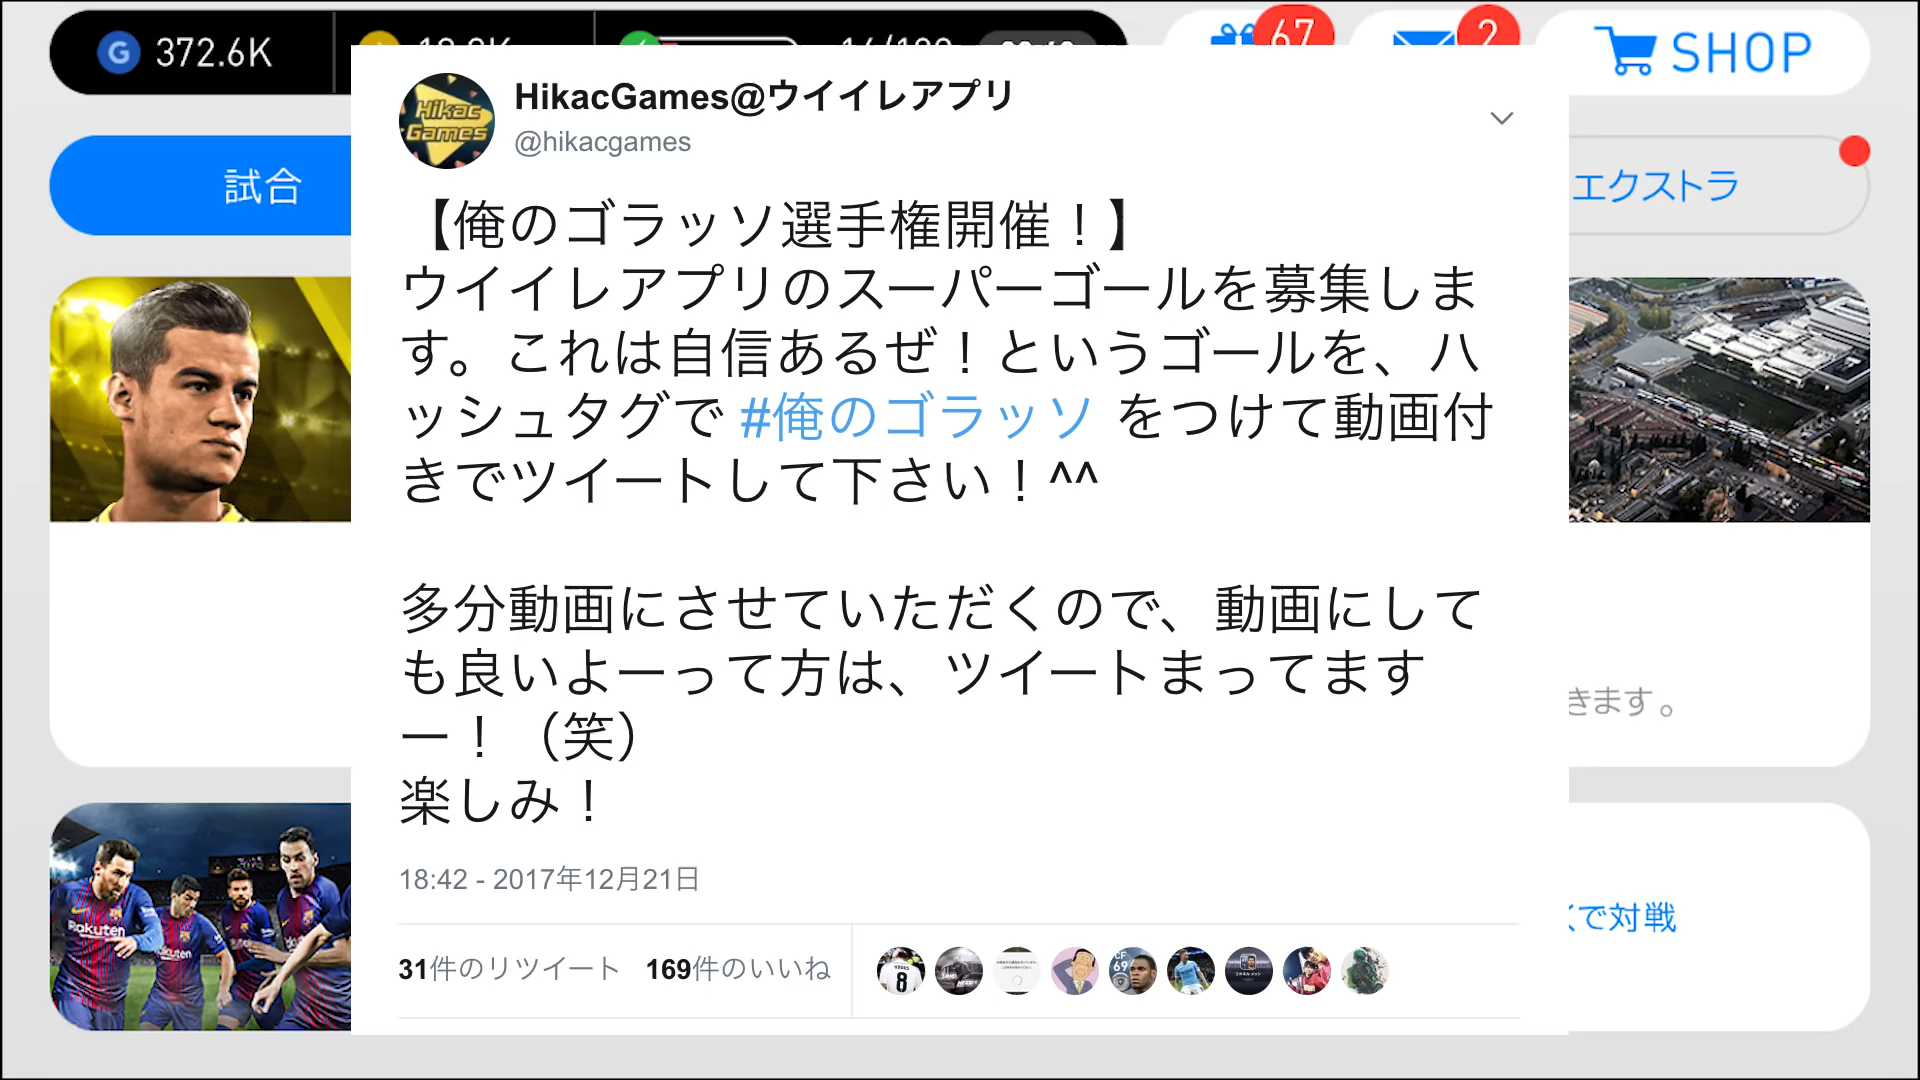 372.6K
67
2
SHOP
試合
エクストラ
HikacGames@ウイイレアプリ
@hikacgames
Hikac
Games
【俺のゴラッソ選手権開催！】
ウイイレアプリのスーパーゴールを募集しま
す。これは自信あるぜ！というゴールを、ハ
ッシュタグで #俺のゴラッソ をつけて動画付
きでツイートして下さい！^^
多分動画にさせていただくので、動画にして
も良いよーって方は、ツイートまってます
ー！（笑）
楽しみ！
きます。
で対戦
18:42 - 2017年12月21日
31件のリツイート 169件のいいね
Rakuten
8
CF
69